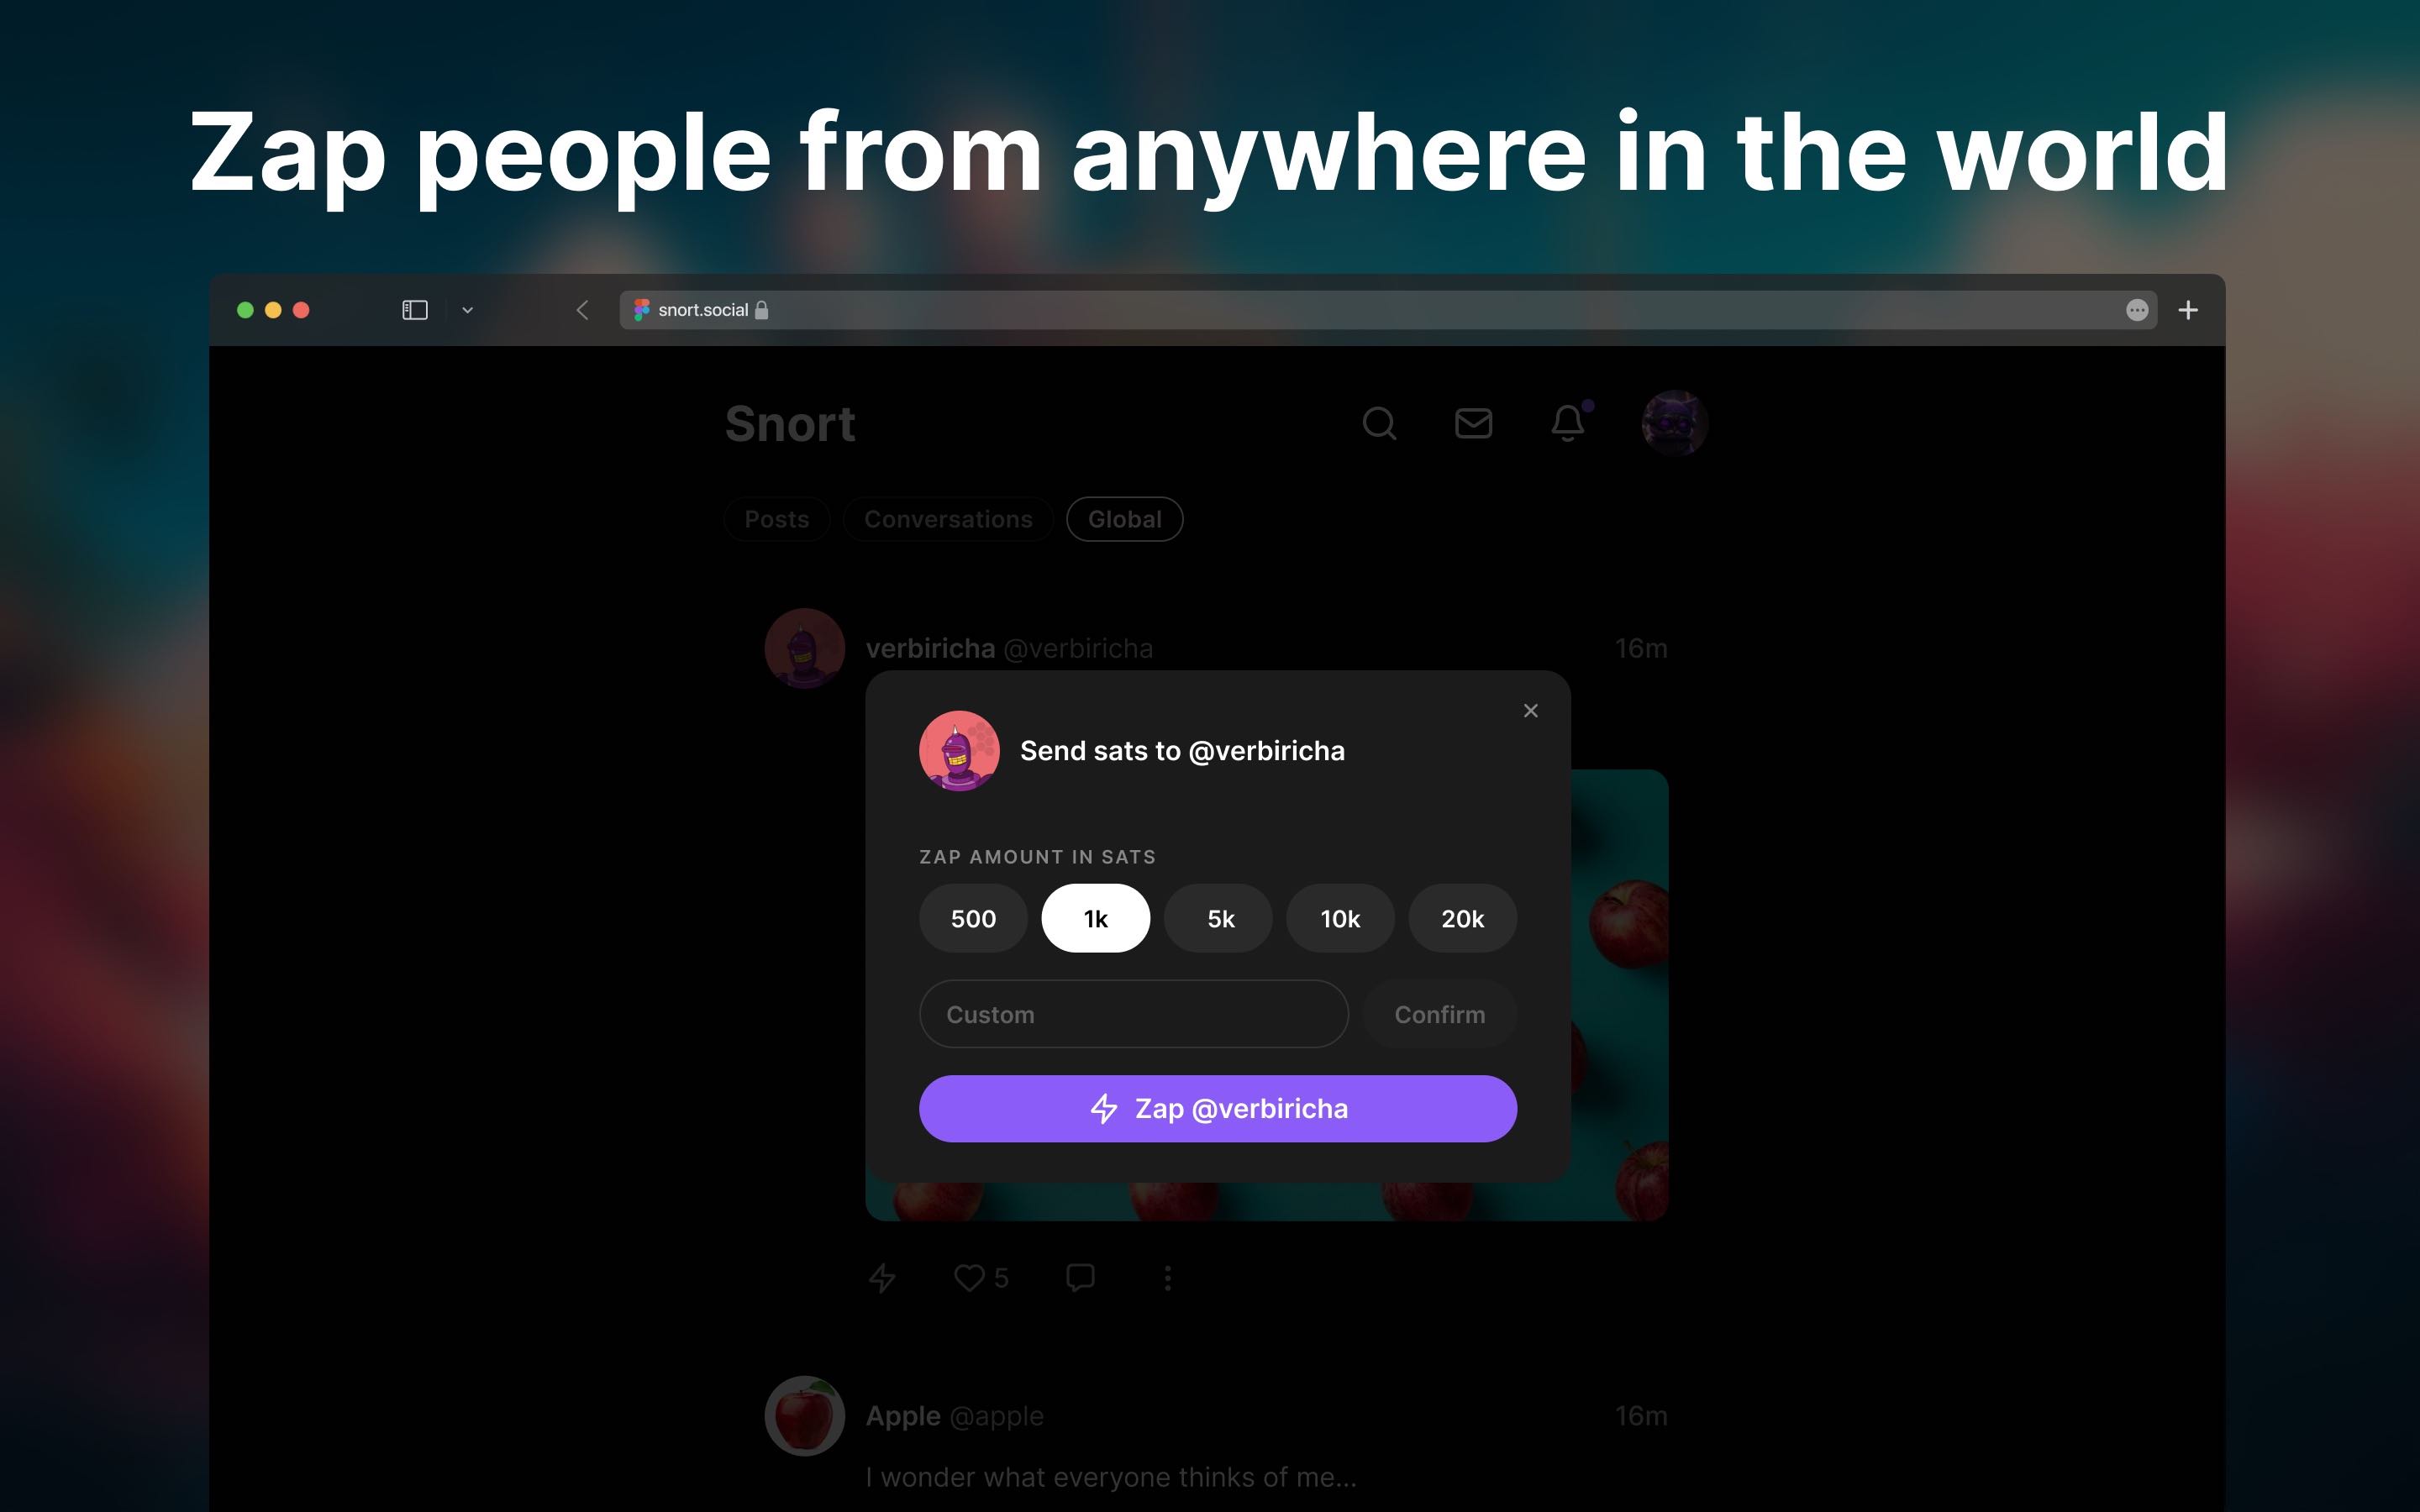 Zap people from anywhere in the world
snort.social
Snort
Posts
Conversations
Global
verbiricha @verbiricha
16m
Send sats to @verbiricha
ZAP AMOUNT IN SATS
500
1k
5k
10k
20k
Custom
Confirm
Zap @verbiricha
5
Apple @apple
16m
I wonder what everyone thinks of me...